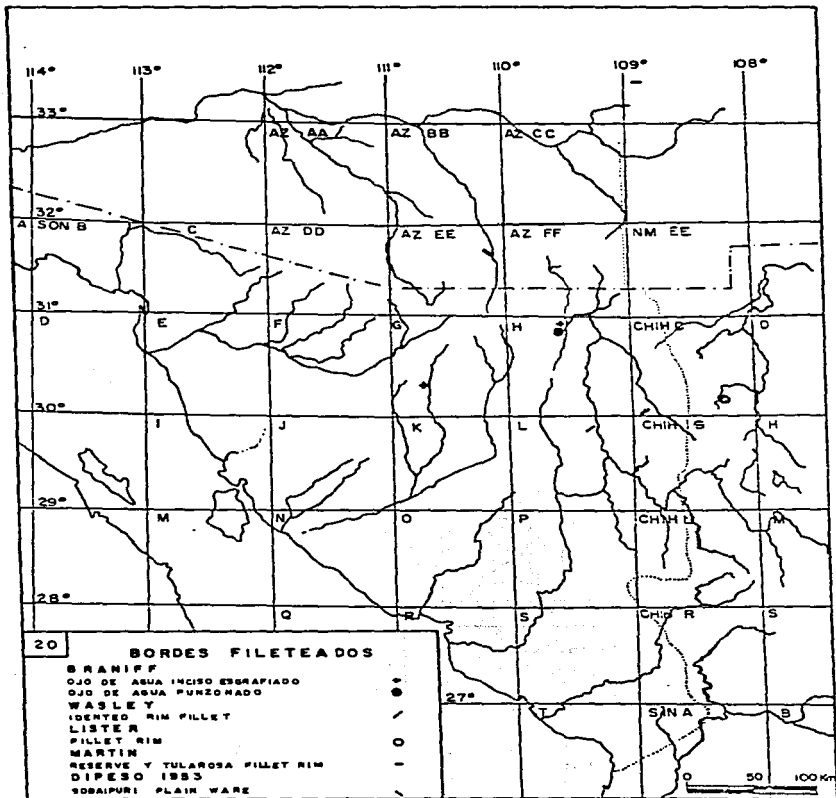 114° 113° 112° 111° 110° 109° 108°
33°
AZ AA AZ BB AZ CC
32°
A SON B C AZ DD AZ EE AZ FF NM EE
31°
D E F G H CHIH C D
30°
I J K L CHIH G H
29°
M N O P CHIH L M
28°
Q R S CHIH R S
27°
T SIN A B
20
BORDES FILETEADOS
BRANIFF
OJO DE AGUA INCISO ESGRAFIADO
OJO DE AGUA PUNZONADO
WASLEY
IDENTED RIM FILLET
LISTER
FILLET RIM
MARTIN
RESERVE Y TULAROSA FILLET RIM
DIPESO 1953
SOBAIPURI PLAIN WARE
0 50 100 Km